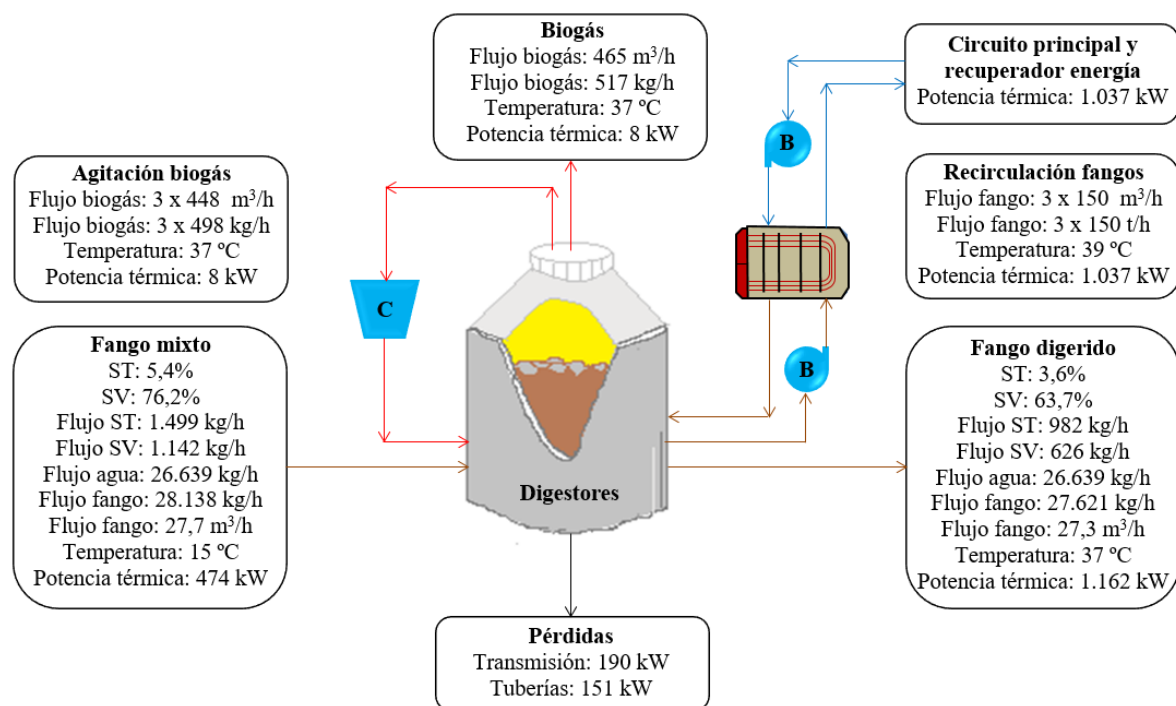 Biogás
Flujo biogás: 465 m³/h
Flujo biogás: 517 kg/h
Temperatura: 37 ºC
Potencia térmica: 8 kW
Circuito principal y
recuperador energía
Potencia térmica: 1.037 kW
B
Agitación biogás
Flujo biogás: 3 x 448 m³/h
Flujo biogás: 3 x 498 kg/h
Temperatura: 37 ºC
Potencia térmica: 8 kW
Recirculación fangos
Flujo fango: 3 x 150 m³/h
Flujo fango: 3 x 150 t/h
Temperatura: 39 ºC
Potencia térmica: 1.037 kW
C
B
Fango mixto
ST: 5,4%
SV: 76,2%
Flujo ST: 1.499 kg/h
Flujo SV: 1.142 kg/h
Flujo agua: 26.639 kg/h
Flujo fango: 28.138 kg/h
Flujo fango: 27,7 m³/h
Temperatura: 15 ºC
Potencia térmica: 474 kW
Digestores
Fango digerido
ST: 3,6%
SV: 63,7%
Flujo ST: 982 kg/h
Flujo SV: 626 kg/h
Flujo agua: 26.639 kg/h
Flujo fango: 27.621 kg/h
Flujo fango: 27,3 m³/h
Temperatura: 37 ºC
Potencia térmica: 1.162 kW
Pérdidas
Transmisión: 190 kW
Tuberías: 151 kW